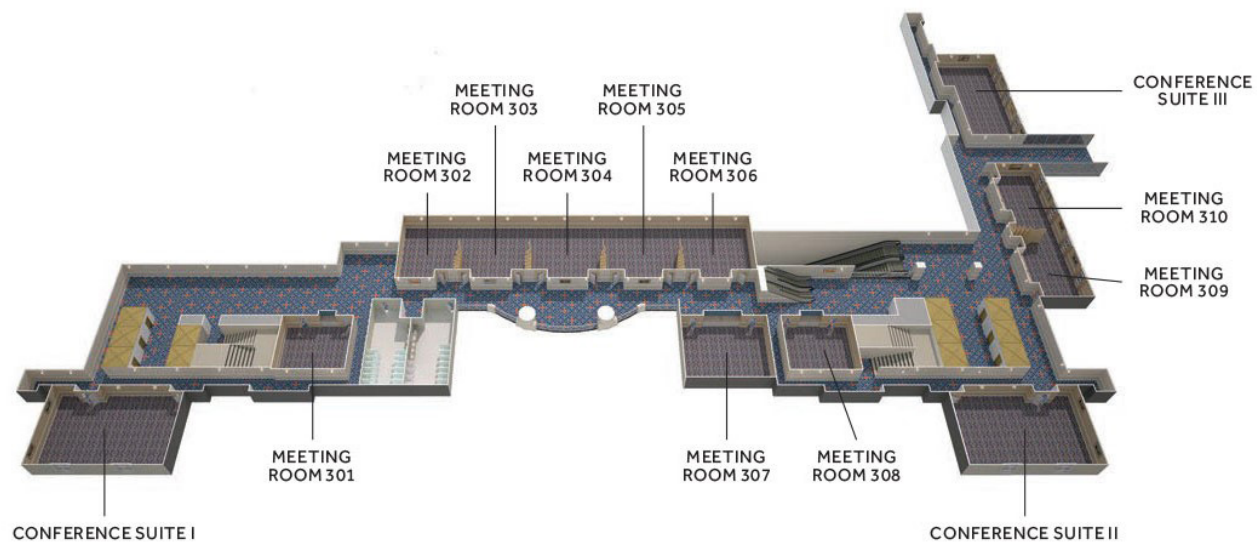 CONFERENCE
SUITE III
MEETING
ROOM 303
MEETING
ROOM 305
MEETING
ROOM 302
MEETING
ROOM 304
MEETING
ROOM 306
MEETING
ROOM 310
MEETING
ROOM 309
MEETING
ROOM 301
MEETING
ROOM 307
MEETING
ROOM 308
CONFERENCE SUITE I
CONFERENCE SUITE II